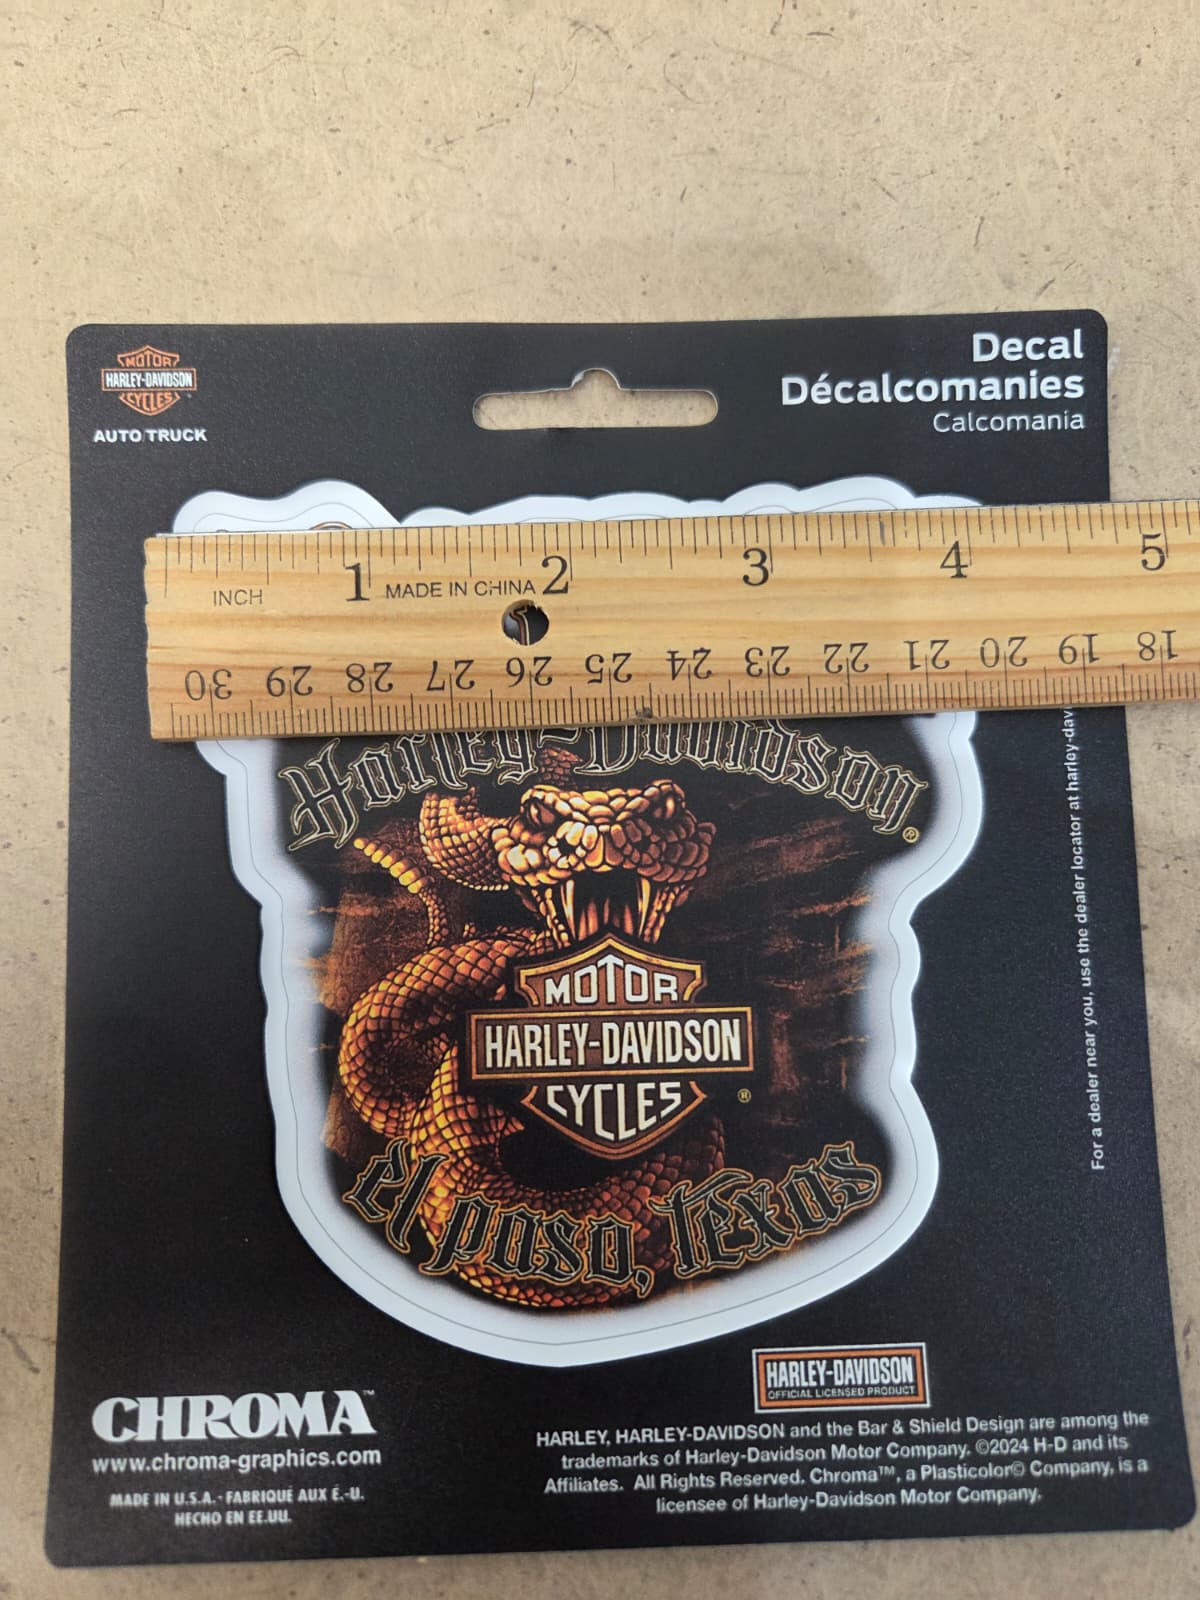 MOTOR
HARLEY-DAVIDSON
CYCLES
AUTO/TRUCK
Decal
Décalcomanies
Calcomania
INCH
1 MADE IN CHINA 2 3 4 5
30 29 28 27 26 25 24 23 22 21 20 19 18
Harley-Davidson®
MOTOR
HARLEY-DAVIDSON
CYCLES ®
El paso, Texas
For a dealer near you, use the dealer locator at harley-dav
HARLEY-DAVIDSON
OFFICIAL LICENSED PRODUCT
CHROMA™
www.chroma-graphics.com
MADE IN U.S.A. - FABRIQUÉ AUX É.-U.
HECHO EN EE.UU.
HARLEY, HARLEY-DAVIDSON and the Bar & Shield Design are among the
trademarks of Harley-Davidson Motor Company. ©2024 H-D and its
Affiliates. All Rights Reserved. Chroma™, a Plasticolor© Company, is a
licensee of Harley-Davidson Motor Company.